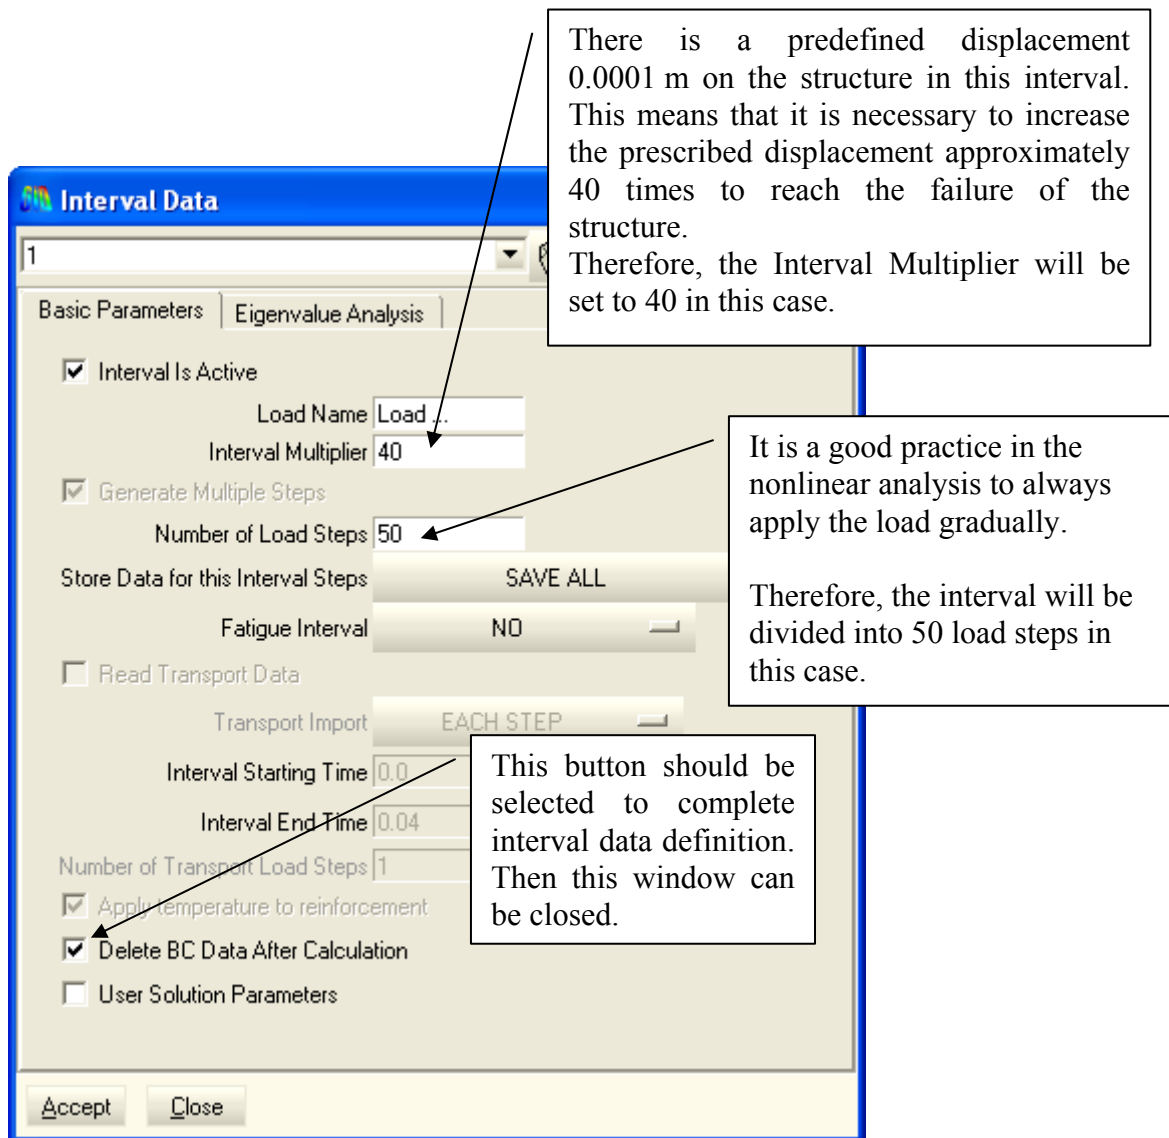 There is a predefined displacement
0.0001 m on the structure in this interval.
This means that it is necessary to increase
the prescribed displacement approximately
40 times to reach the failure of the
structure.
Therefore, the Interval Multiplier will be
set to 40 in this case.
Interval Data
1
Basic Parameters
Eigenvalue Analysis
Interval Is Active
Load Name Load ...
Interval Multiplier 40
Generate Multiple Steps
Number of Load Steps 50
Store Data for this Interval Steps SAVE ALL
Fatigue Interval NO
Read Transport Data
Transport Import EACH STEP
Interval Starting Time 0.0
Interval End Time 0.04
Number of Transport Load Steps 1
Apply temperature to reinforcement
Delete BC Data After Calculation
User Solution Parameters
Accept
Close
It is a good practice in the
nonlinear analysis to always
apply the load gradually.
Therefore, the interval will be
divided into 50 load steps in
this case.
This button should be
selected to complete
interval data definition.
Then this window can
be closed.